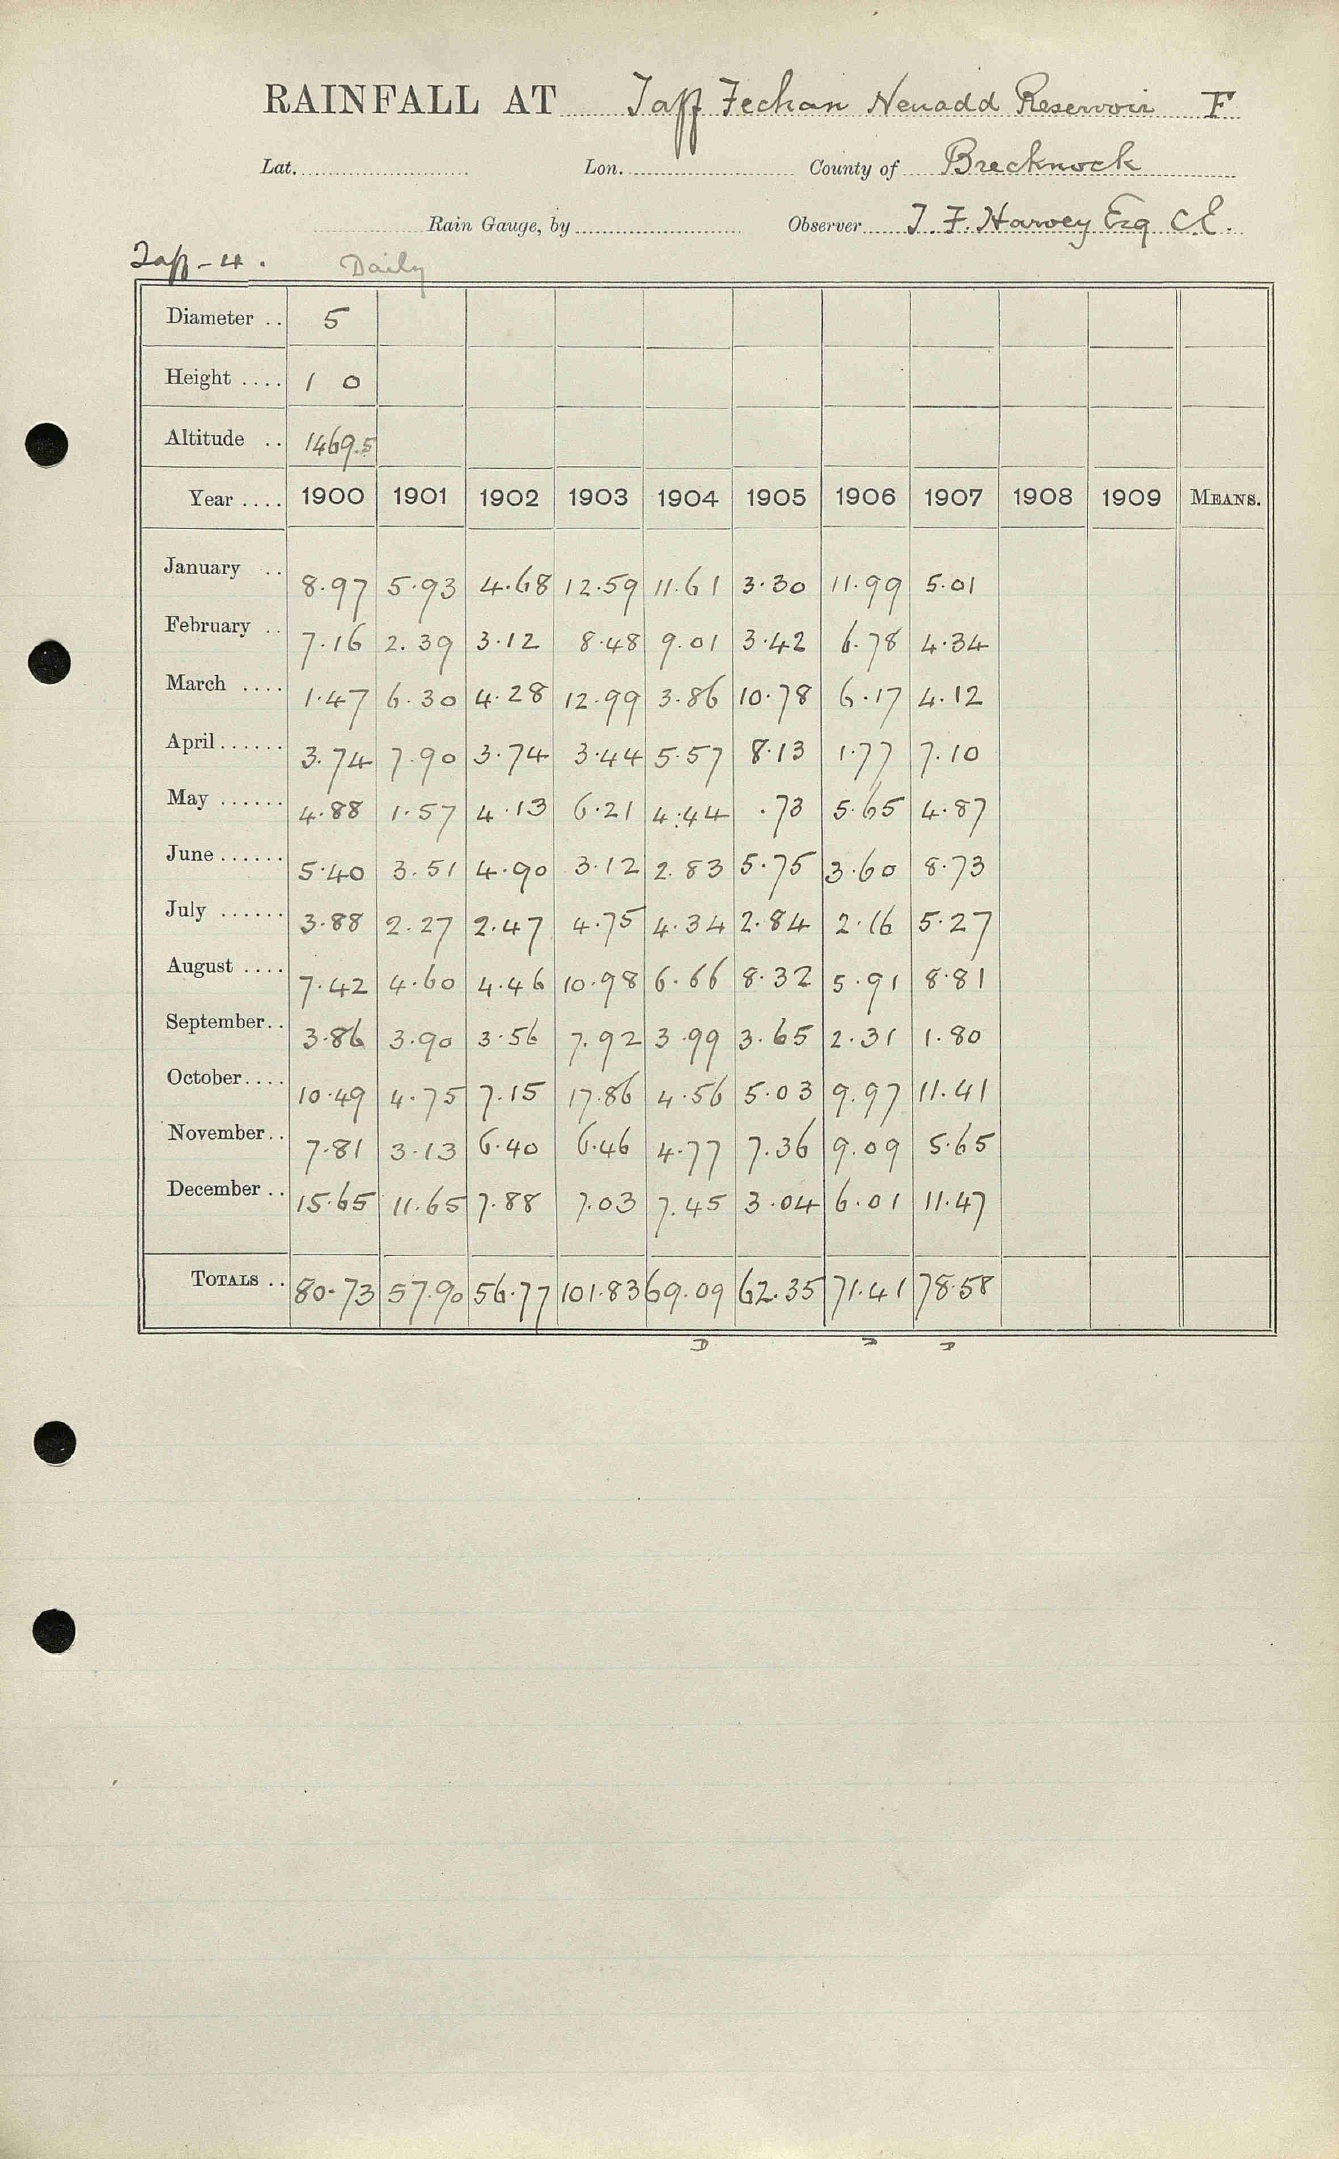 RAINFALL AT Taff Fechan Neuadd Reservoir F
Lat. Lon. County of Brecknock
Rain Gauge, by Observer T. F. Harvey Esq C.E.
Taff - 4. Daily
Diameter .. 5
Height .... 1 0
Altitude .. 1469.5
Year .... 1900 1901 1902 1903 1904 1905 1906 1907 1908 1909 MEANS.
January .. 8.97 5.93 4.68 12.59 11.61 3.30 11.99 5.01
February .. 7.16 2.39 3.12 8.48 9.01 3.42 6.78 4.34
March .... 1.47 6.30 4.28 12.99 3.86 10.78 6.17 4.12
April ...... 3.74 7.90 3.74 3.44 5.57 8.13 1.77 7.10
May ...... 4.88 1.57 4.13 6.21 4.44 .73 5.65 4.87
June ...... 5.40 3.51 4.90 3.12 2.83 5.75 3.60 8.73
July ...... 3.88 2.27 2.47 4.75 4.34 2.84 2.16 5.27
August .... 7.42 4.60 4.46 10.98 6.66 8.32 5.91 8.81
September .. 3.86 3.90 3.56 7.92 3.99 3.65 2.31 1.80
October .... 10.49 4.75 7.15 17.86 4.56 5.03 9.97 11.41
November .. 7.81 3.13 6.40 6.46 4.77 7.36 9.09 5.65
December .. 15.65 11.65 7.88 7.03 7.45 3.04 6.01 11.47
TOTALS .. 80.73 57.90 56.77 101.83 69.09 62.35 71.41 78.58
D D D